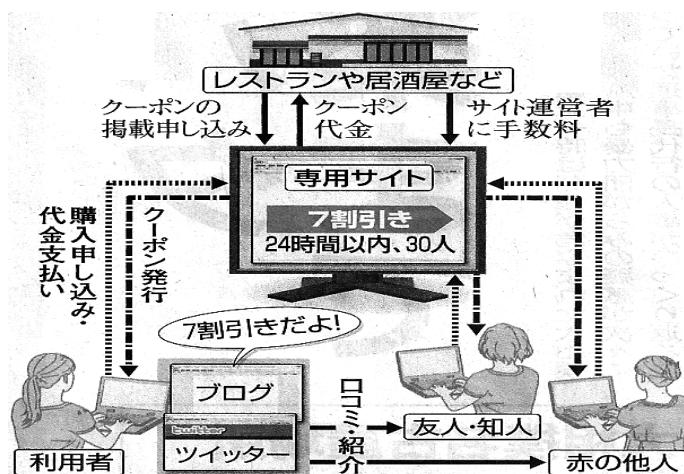 レストランや居酒屋など
クーポンの
掲載申し込み
クーポン
代金
サイト運営者
に手数料
専用サイト
7割引き
24時間以内、30人
購入申し込み・
代金支払い
クーポン発行
7割引きだよ!
ブログ
twitter
ツイッター
口コミ・紹介
利用者
友人・知人
赤の他人